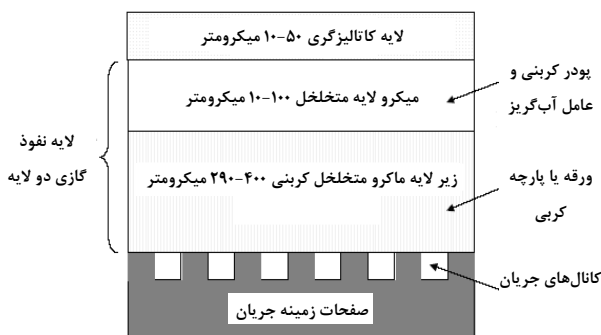 لایه کاتالیزگری ۵۰-۱۰ میکرومتر
پودر کربنی و
عامل آب‌گریز
میکرو لایه متخلخل ۱۰۰-۱۰ میکرومتر
لایه نفوذ
گازی دو لایه
زیر لایه ماکرو متخلخل کربنی ۴۰۰-۲۹۰ میکرومتر
ورقه یا پارچه
کربی
کانال‌های جریان
صفحات زمینه جریان